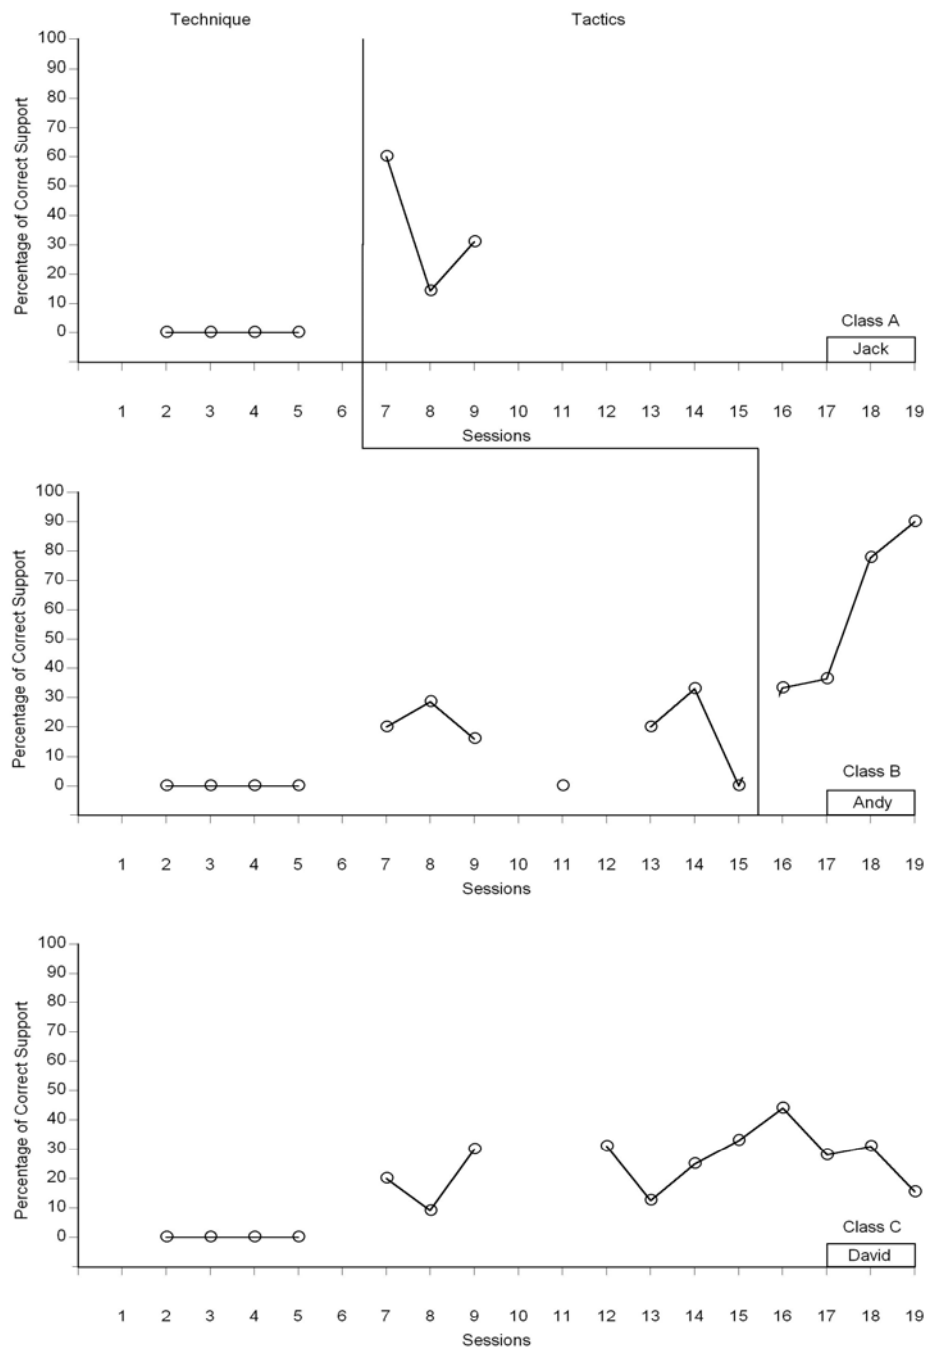 Technique Tactics
Percentage of Correct Support
100
90
80
70
60
50
40
30
20
10
0
Class A
Jack
1 2 3 4 5 6 7 8 9 10 11 12 13 14 15 16 17 18 19
Sessions
Percentage of Correct Support
100
90
80
70
60
50
40
30
20
10
0
Class B
Andy
1 2 3 4 5 6 7 8 9 10 11 12 13 14 15 16 17 18 19
Sessions
Percentage of Correct Support
100
90
80
70
60
50
40
30
20
10
0
Class C
David
1 2 3 4 5 6 7 8 9 10 11 12 13 14 15 16 17 18 19
Sessions